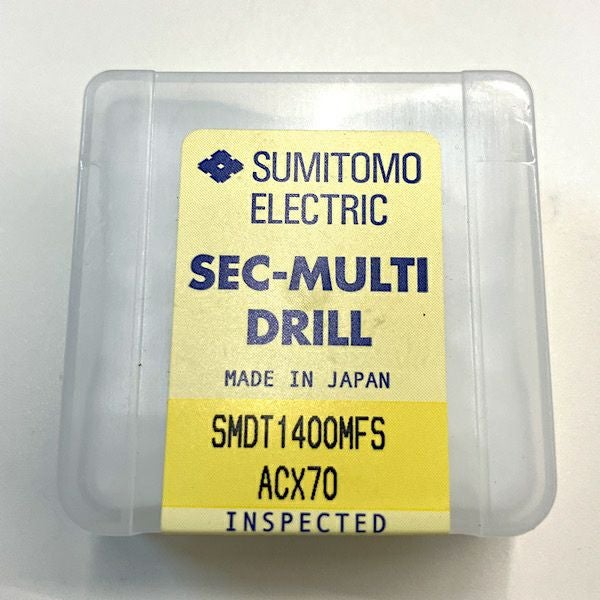 SUMITOMO
ELECTRIC
SEC-MULTI
DRILL
MADE IN JAPAN
SMDT1400MFS
ACX70
INSPECTED